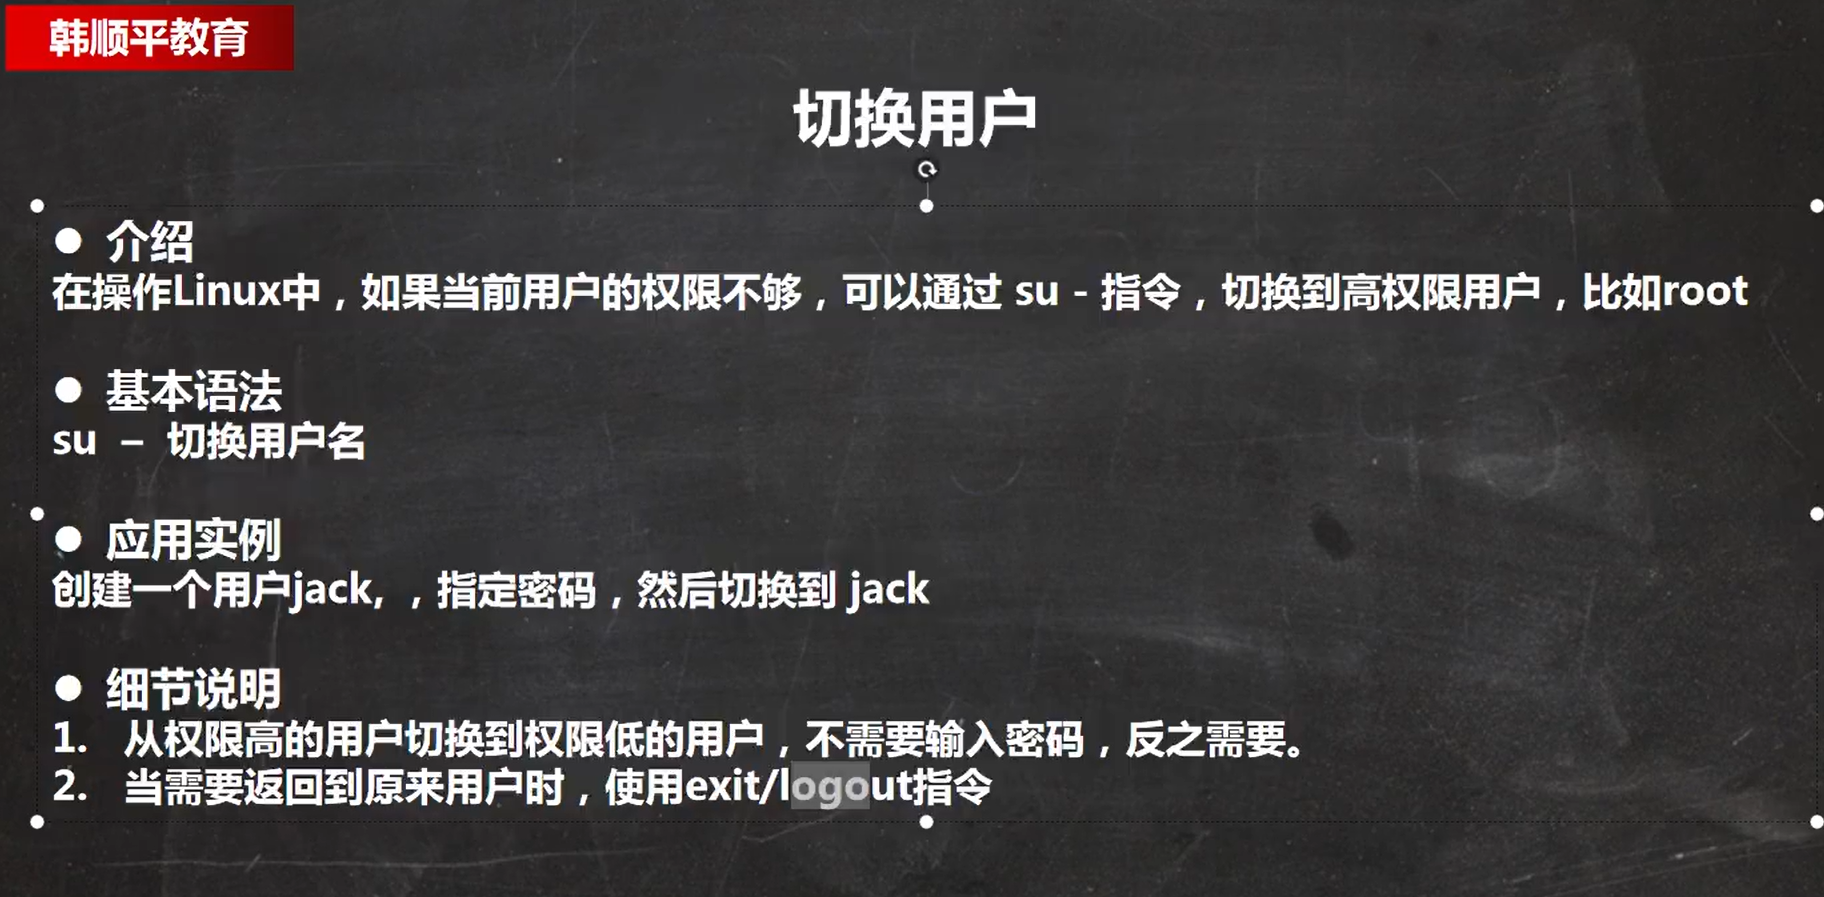 韩顺平教育
切换用户
● 介绍
在操作Linux中，如果当前用户的权限不够，可以通过 su - 指令，切换到高权限用户，比如root
● 基本语法
su – 切换用户名
● 应用实例
创建一个用户jack, ，指定密码，然后切换到 jack
● 细节说明
1. 从权限高的用户切换到权限低的用户，不需要输入密码，反之需要。
2. 当需要返回到原来用户时，使用exit/logout指令